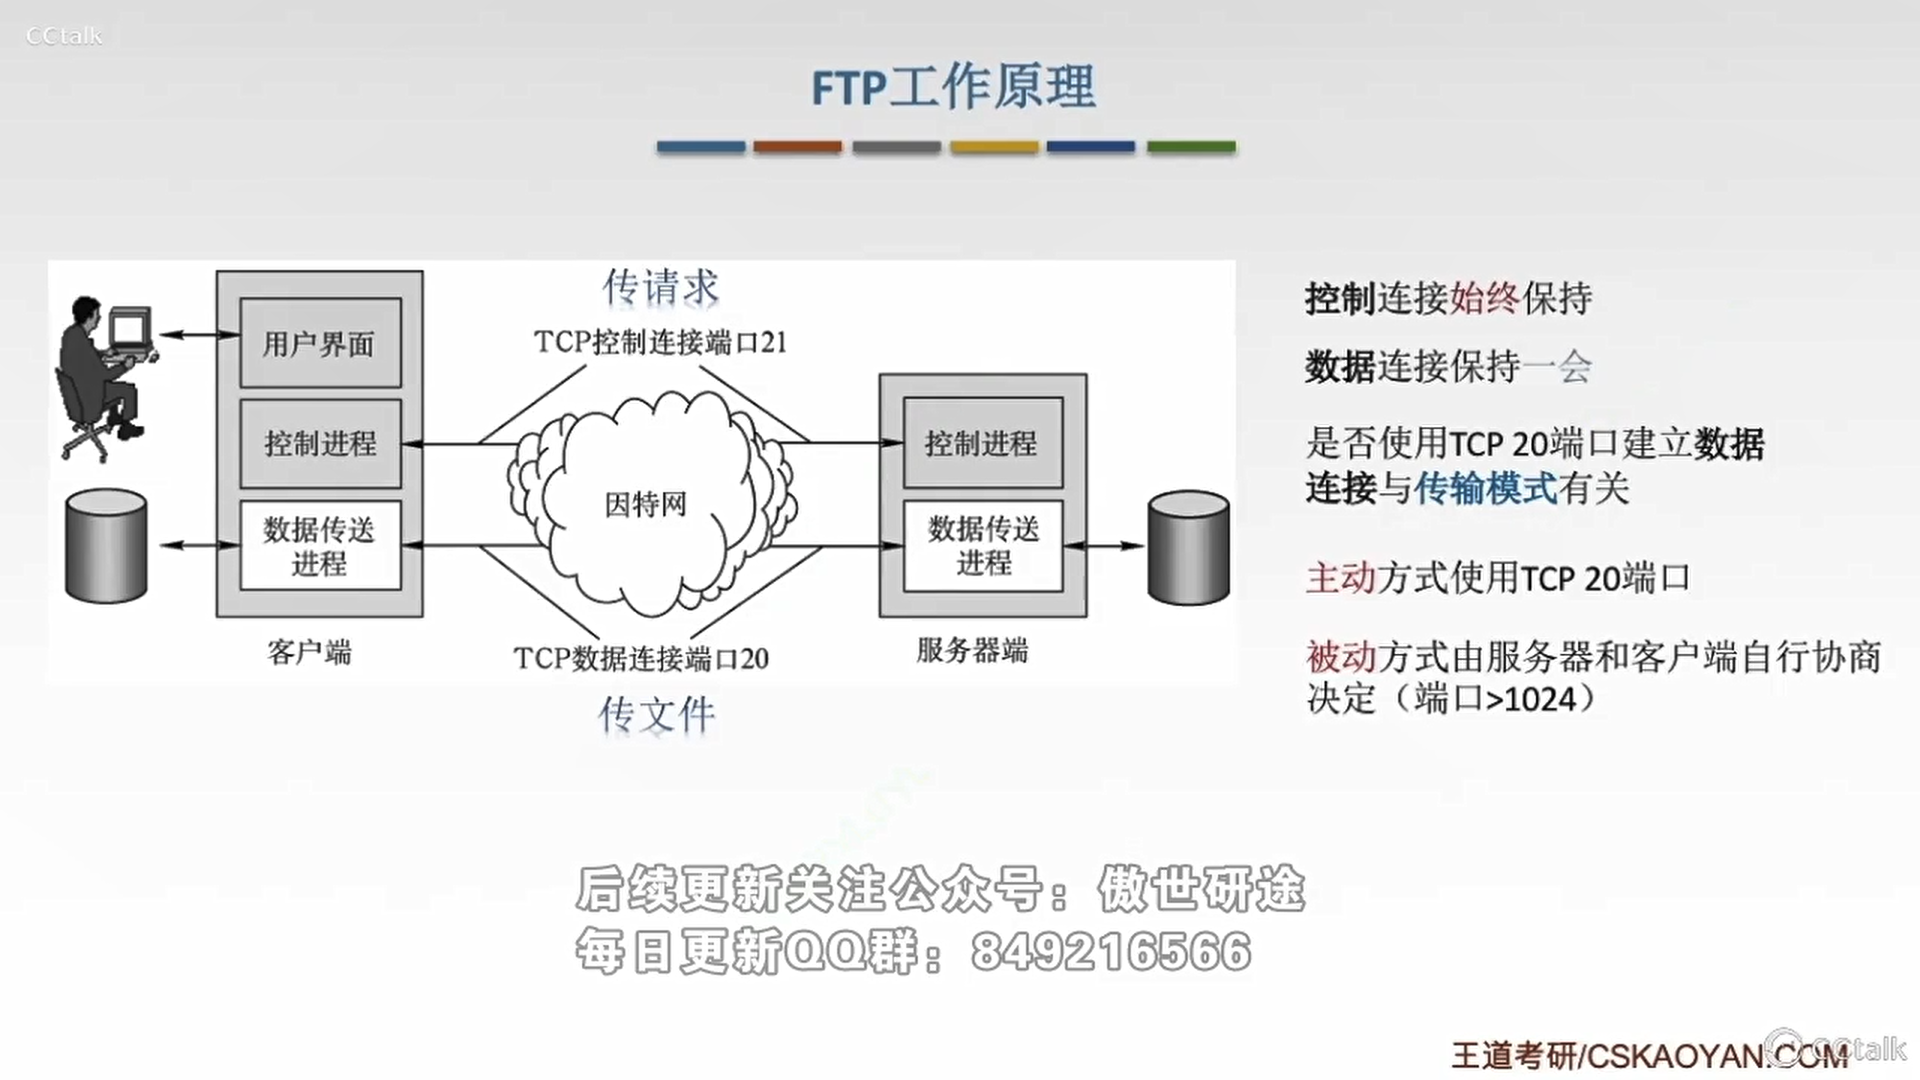 CCtalk
FTP工作原理
传请求
TCP控制连接端口21
用户界面
控制进程
数据传送
进程
因特网
控制进程
数据传送
进程
客户端
TCP数据连接端口20
服务器端
传文件
控制连接始终保持
数据连接保持一会
是否使用TCP 20端口建立数据
连接与传输模式有关
主动方式使用TCP 20端口
被动方式由服务器和客户端自行协商
决定（端口>1024）
后续更新关注公众号：傲世研途
每日更新QQ群：849216566
王道考研/CSKAOYAN.COM
CCtalk